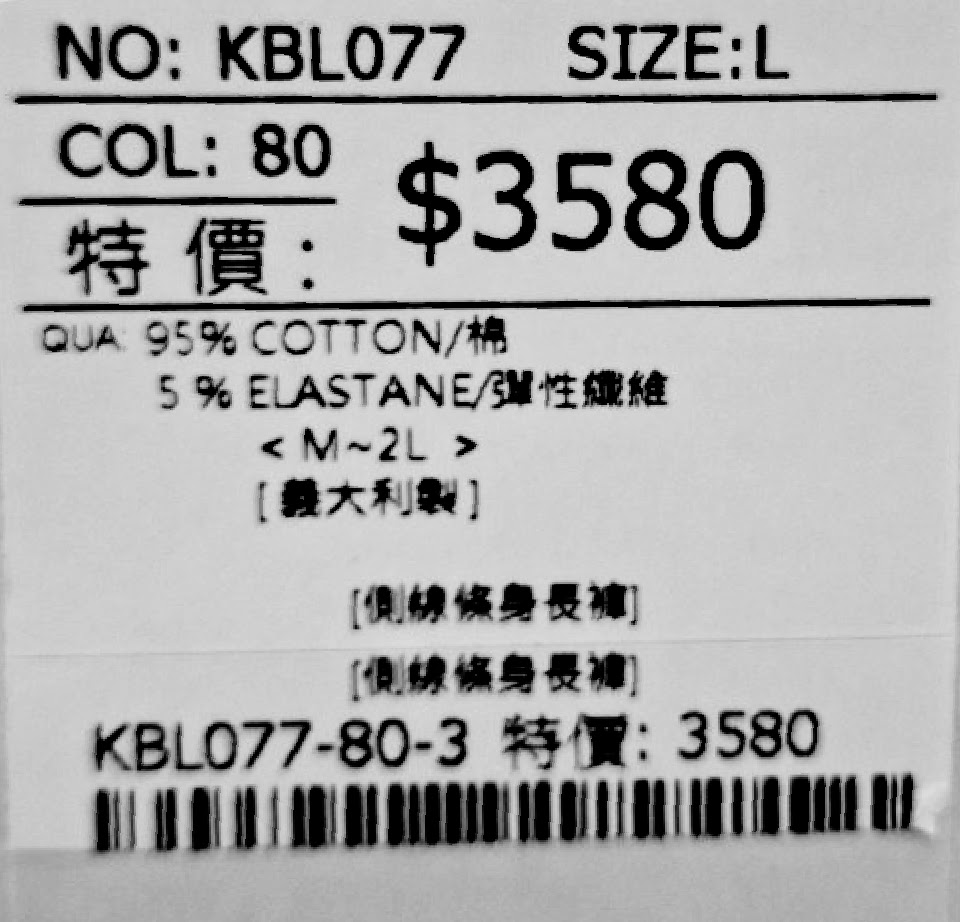 NO: KBL077 SIZE:L
COL: 80
$3580
特價:
QUA: 95% COTTON/棉
5 % ELASTANE/彈性纖維
< M~2L >
[義大利製]
[側線條身長褲]
[側線條身長褲]
KBL077-80-3 特價: 3580